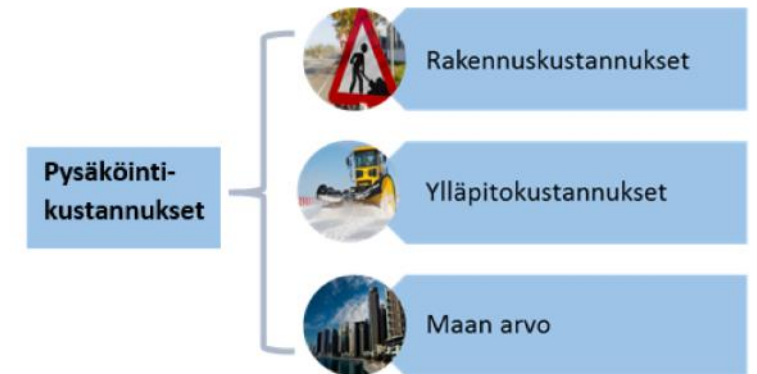 Rakennuskustannukset
Pysäköinti-
kustannukset
Ylläpitokustannukset
Maan arvo